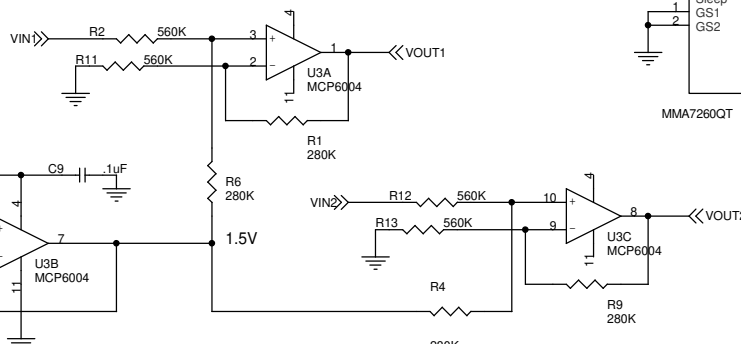 Sleep
1
GS1
2
GS2
MMA7260QT
4
VIN1
R2
560K
3
+
1
VOUT1
R11
560K
2
-
U3A
MCP6004
11
R1
280K
C9
.1uF
R6
280K
4
+
-
7
1.5V
U3B
MCP6004
11
4
VIN2
R12
560K
10
+
8
VOUT2
R13
560K
9
-
U3C
MCP6004
11
R4
R9
280K